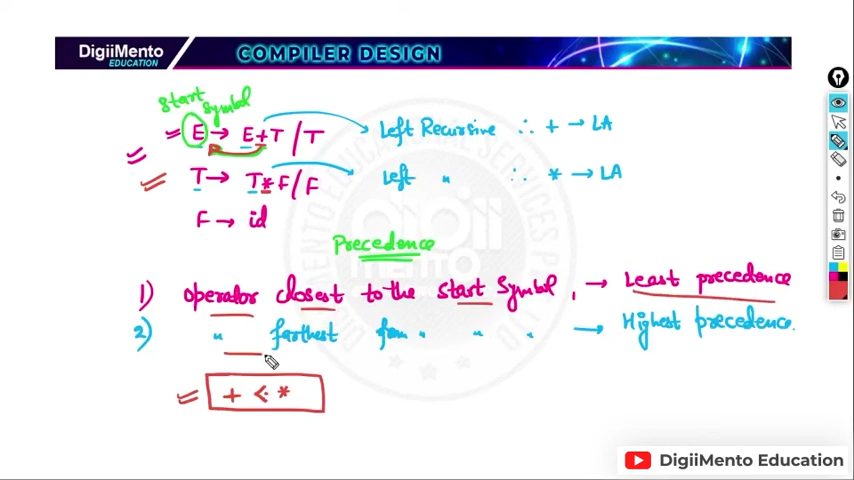 DigiiMento
EDUCATION
COMPILER DESIGN
Start Symbol
E → E+T / T
Left Recursive ∴ + → LA
T → T*F / F
Left " ∴ * → LA
F → id
Precedence
1) Operator closest to the start Symbol, → Least precedence
2) " farthest from " " " → Highest precedence.
= + <· *
DigiiMento Education